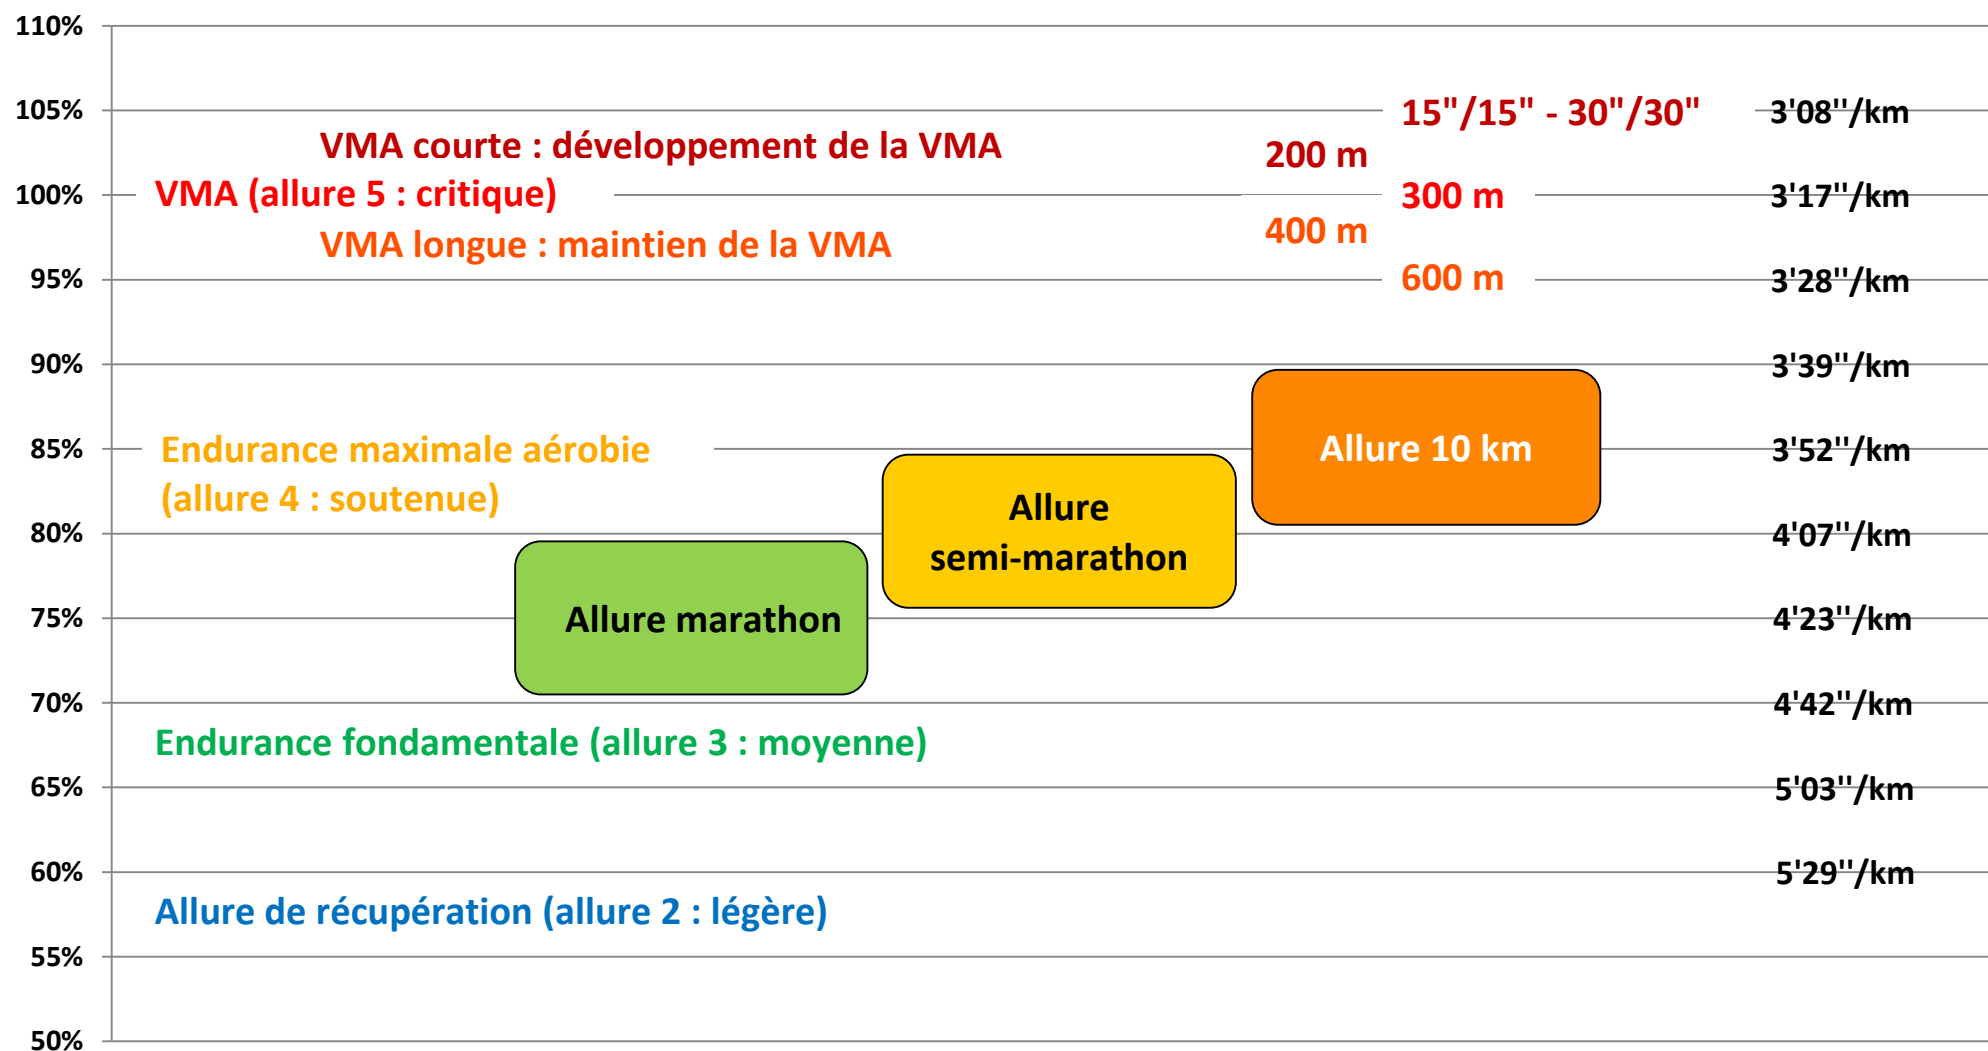 110%
105%
15"/15" - 30"/30"
3'08''/km
VMA courte : développement de la VMA
200 m
100%
VMA (allure 5 : critique)
300 m
3'17''/km
VMA longue : maintien de la VMA
400 m
95%
600 m
3'28''/km
90%
3'39''/km
85%
Endurance maximale aérobie
(allure 4 : soutenue)
Allure 10 km
3'52''/km
80%
Allure
semi-marathon
4'07''/km
75%
Allure marathon
4'23''/km
70%
4'42''/km
Endurance fondamentale (allure 3 : moyenne)
65%
5'03''/km
60%
5'29''/km
Allure de récupération (allure 2 : légère)
55%
50%